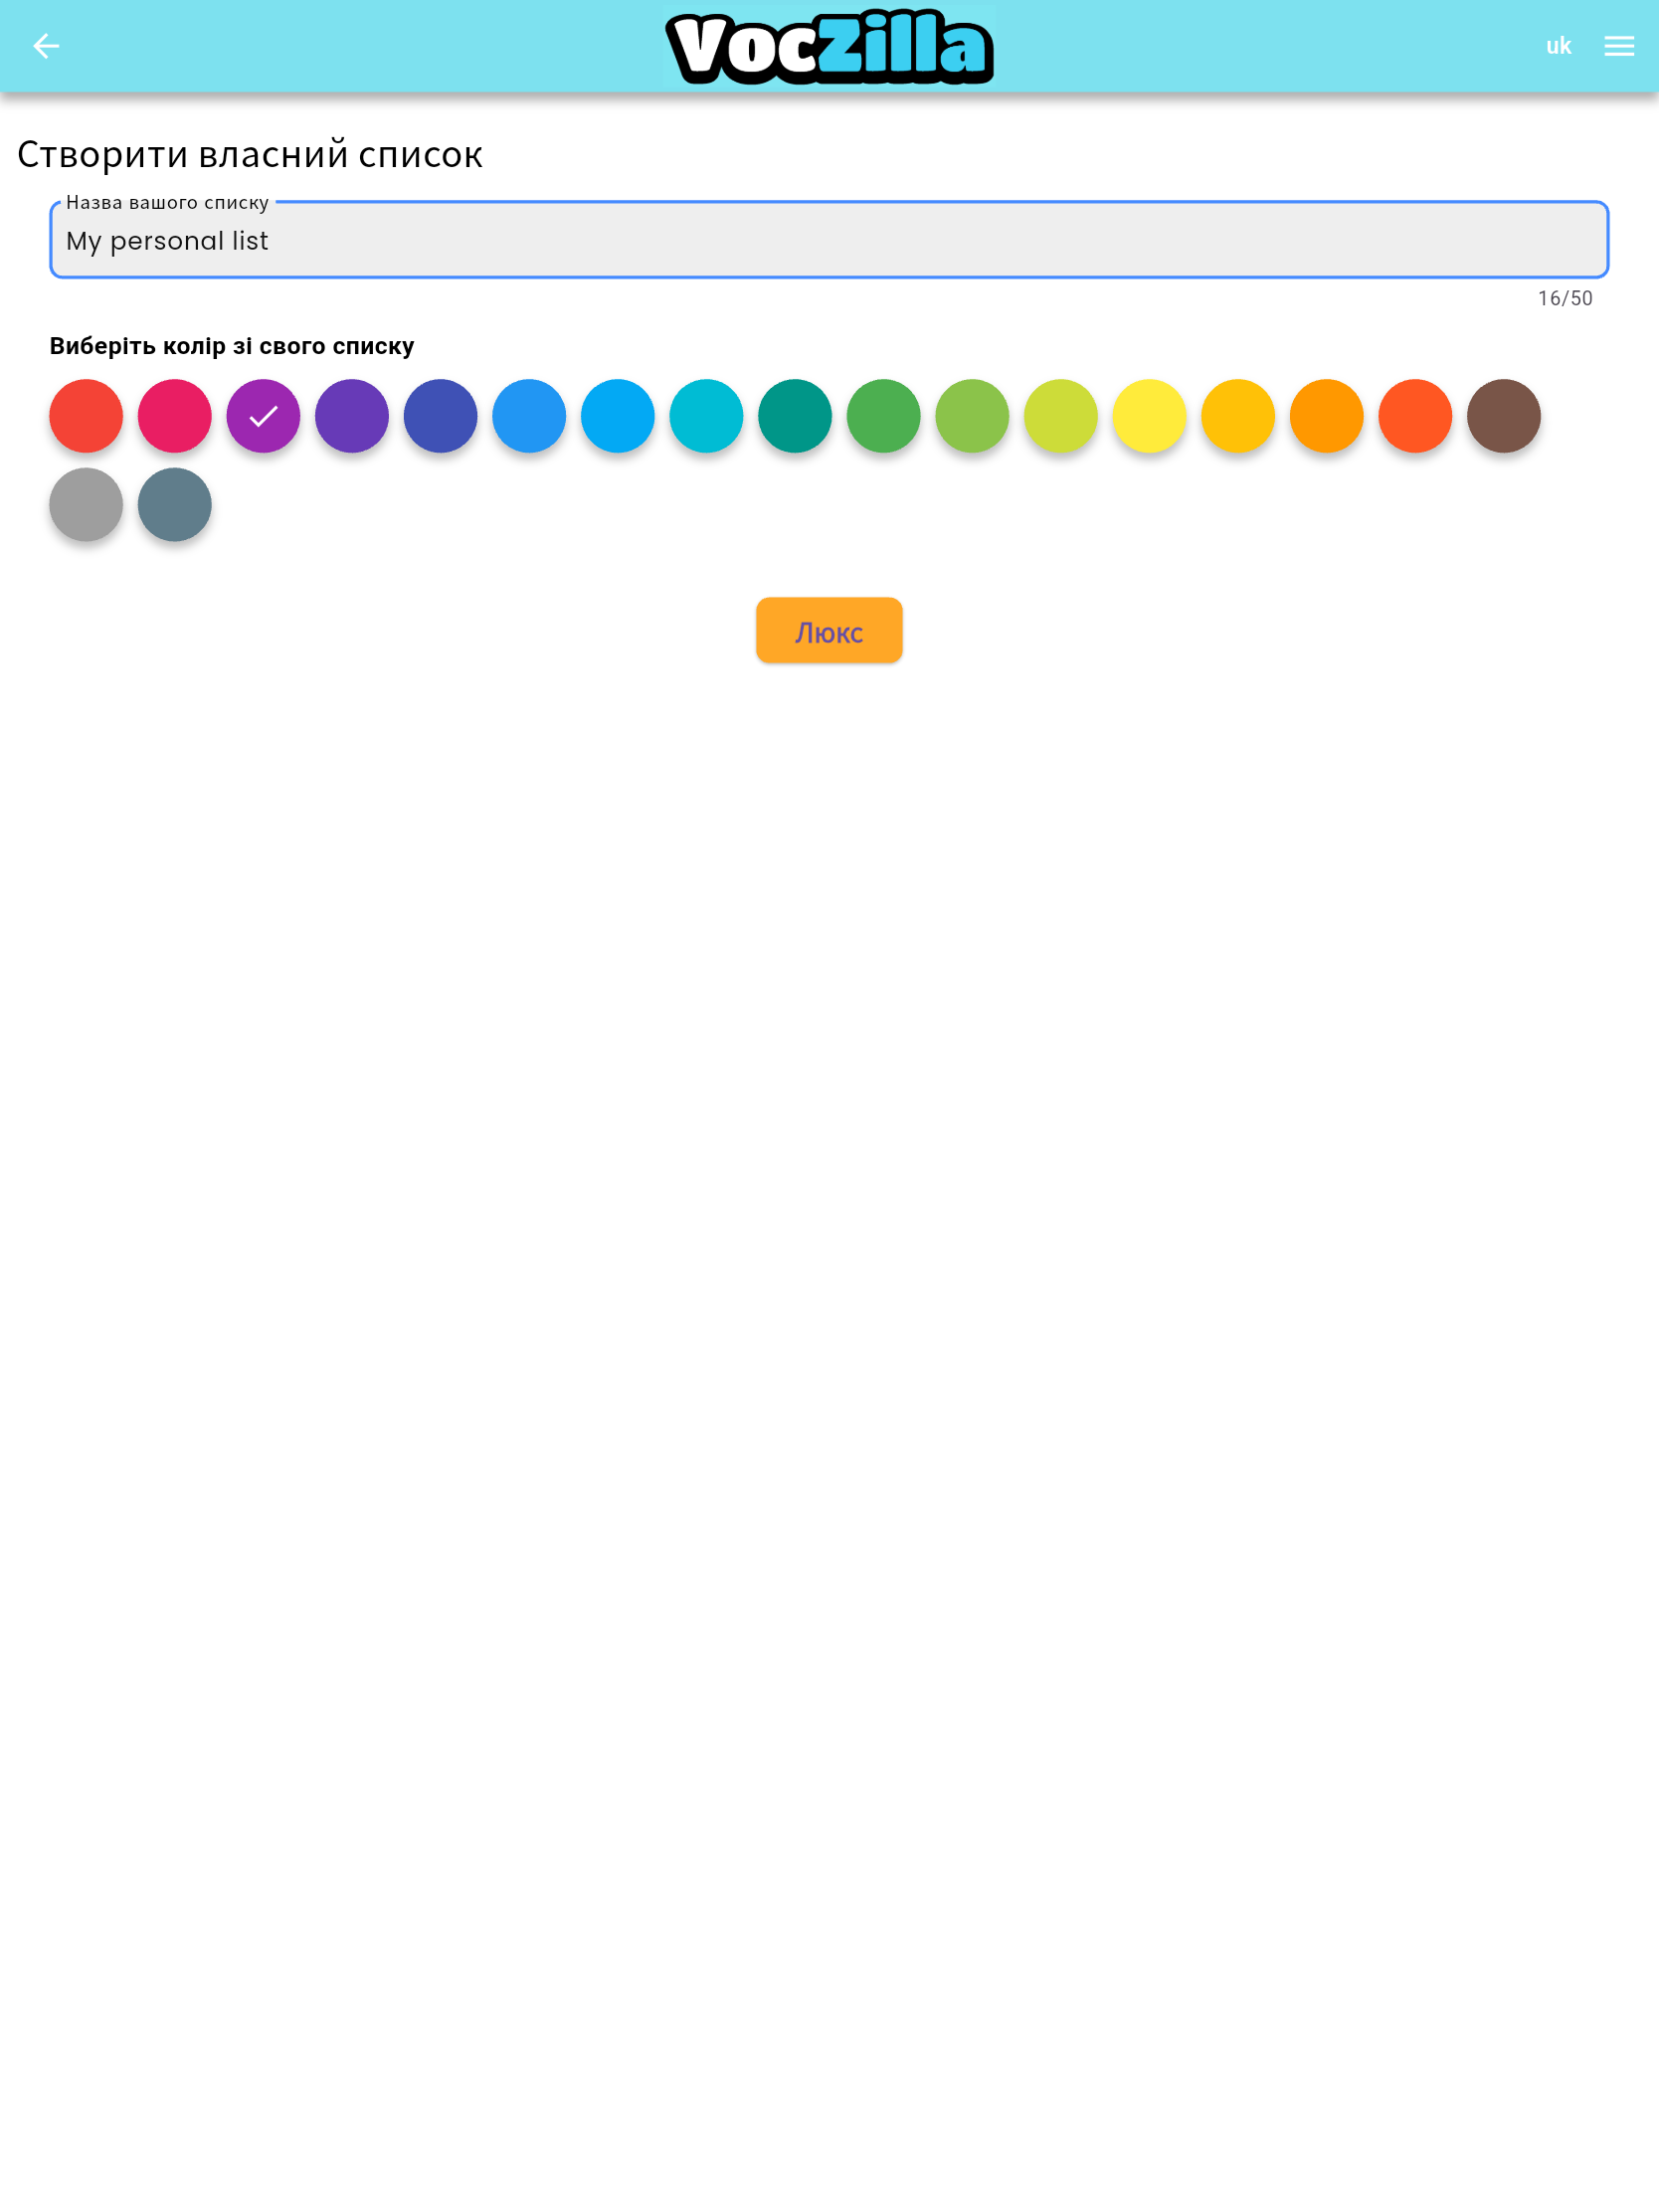 VocZilla
uk
Створити власний список
Назва вашого списку
My personal list
16/50
Виберіть колір зі свого списку
Люкс